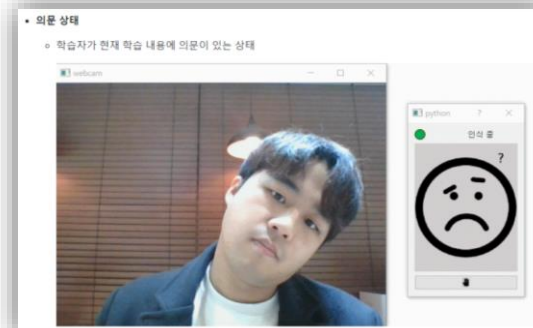 의문 상태
학습자가 현재 학습 내용에 의문이 있는 상태
webcam
python ?
인식 중
?